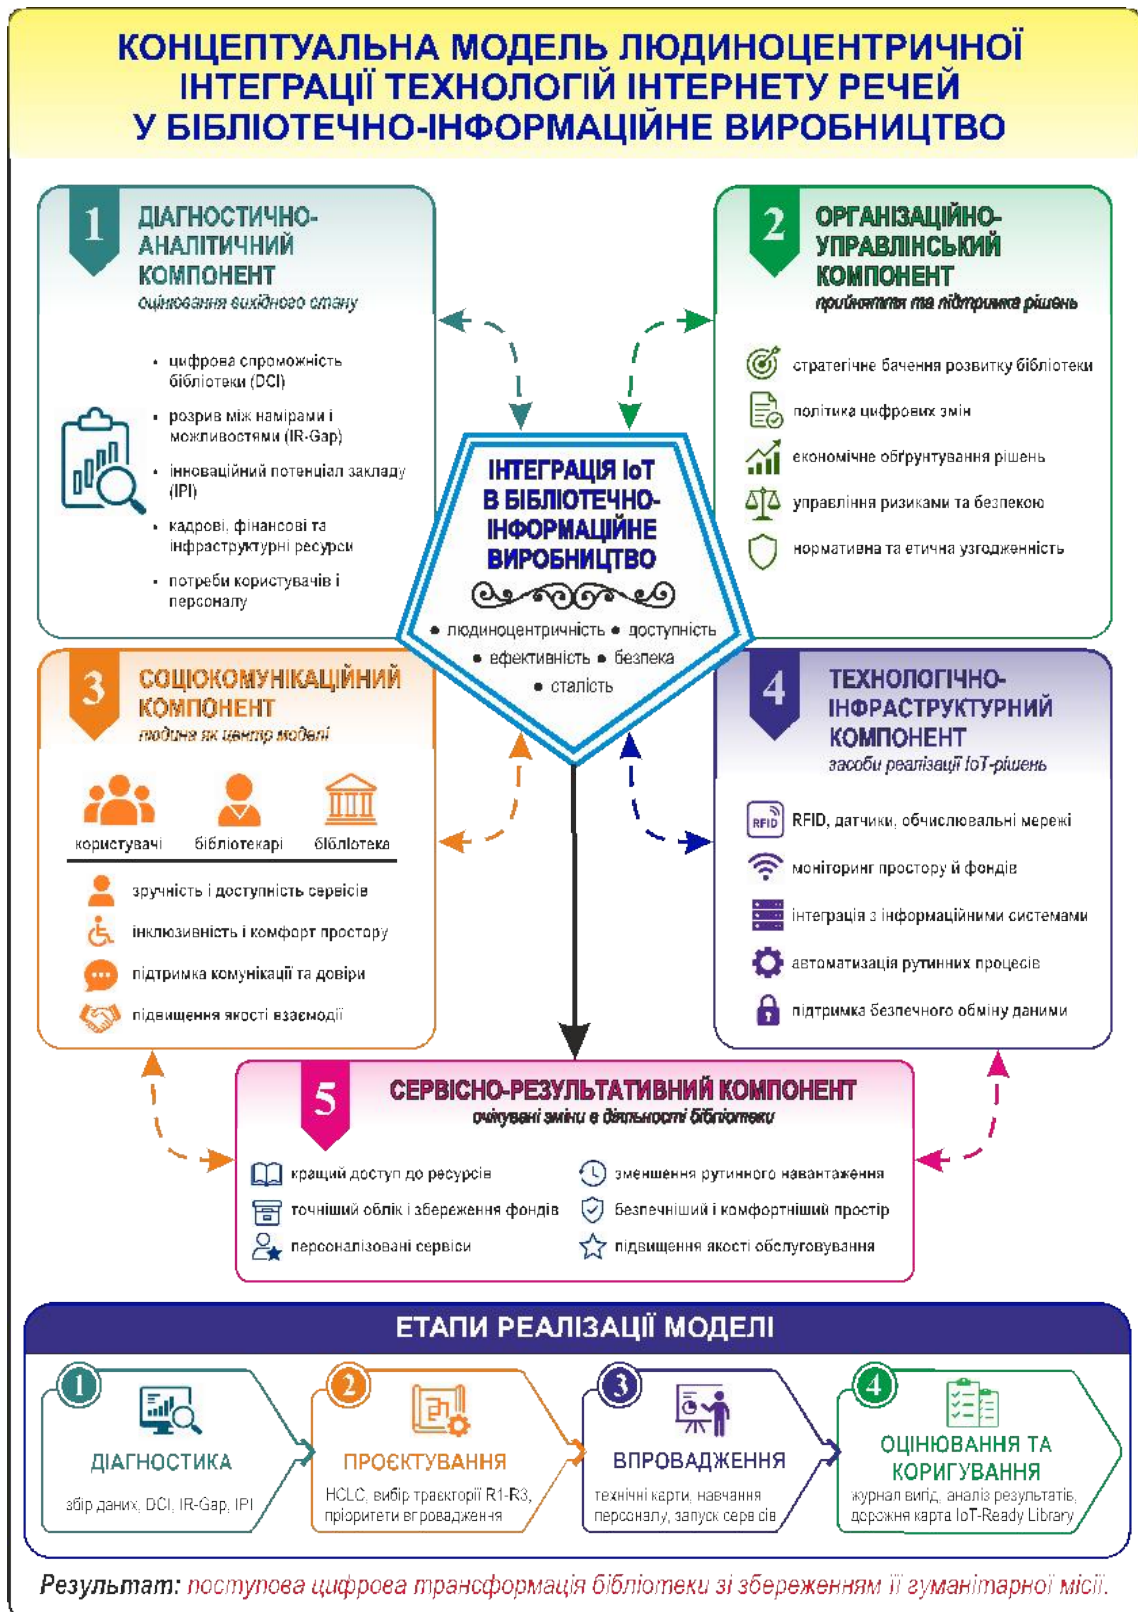 КОНЦЕПТУАЛЬНА МОДЕЛЬ ЛЮДИНОЦЕНТРИЧНОЇ
ІНТЕГРАЦІЇ ТЕХНОЛОГІЙ ІНТЕРНЕТУ РЕЧЕЙ
У БІБЛІОТЕЧНО-ІНФОРМАЦІЙНЕ ВИРОБНИЦТВО
1
ДІАГНОСТИЧНО-
АНАЛІТИЧНИЙ
КОМПОНЕНТ
оцінювання вихідного стану
• цифрова спроможність
бібліотеки (DCI)
• розрив між намірами і
можливостями (IR-Gap)
• інноваційний потенціал закладу
(IPI)
• кадрові, фінансові та
інфраструктурні ресурси
• потреби користувачів і
персоналу
2
ОРГАНІЗАЦІЙНО-
УПРАВЛІНСЬКИЙ
КОМПОНЕНТ
прийняття та підтримка рішень
стратегічне бачення розвитку бібліотеки
політика цифрових змін
економічне обґрунтування рішень
управління ризиками та безпекою
нормативна та етична узгодженність
ІНТЕГРАЦІЯ ІоТ
В БІБЛІОТЕЧНО-
ІНФОРМАЦІЙНЕ
ВИРОБНИЦТВО
• людиноцентричність • доступність
• ефективність • безпека
• сталість
3
СОЦІОКОМУНІКАЦІЙНИЙ
КОМПОНЕНТ
людина як центр моделі
користувачі бібліотекарі бібліотека
зручність і доступність сервісів
інклюзивність і комфорт простору
підтримка комунікації та довіри
підвищення якості взаємодії
4
ТЕХНОЛОГІЧНО-
ІНФРАСТРУКТУРНИЙ
КОМПОНЕНТ
засоби реалізації ІоТ-рішень
RFID
RFID, датчики, обчислювальні мережі
моніторинг простору й фондів
інтеграція з інформаційними системами
автоматизація рутинних процесів
підтримка безпечного обміну даними
5
СЕРВІСНО-РЕЗУЛЬТАТИВНИЙ КОМПОНЕНТ
очікувані зміни в діяльності бібліотеки
кращий доступ до ресурсів
точніший облік і збереження фондів
персоналізовані сервіси
зменшення рутинного навантаження
безпечніший і комфортніший простір
підвищення якості обслуговування
ЕТАПИ РЕАЛІЗАЦІЇ МОДЕЛІ
1
ДІАГНОСТИКА
збір даних, DCI, IR-Gap, IPI
2
ПРОЄКТУВАННЯ
HCLC, вибір траєкторії R1-R3,
пріоритети впровадження
3
ВПРОВАДЖЕННЯ
технічні карти, навчання
персоналу, запуск сервісів
4
ОЦІНЮВАННЯ ТА
КОРИГУВАННЯ
журнал вигід, аналіз результатів,
дорожня карта IoT-Ready Library
Результат: поступова цифрова трансформація бібліотеки зі збереженням її гуманітарної місії.